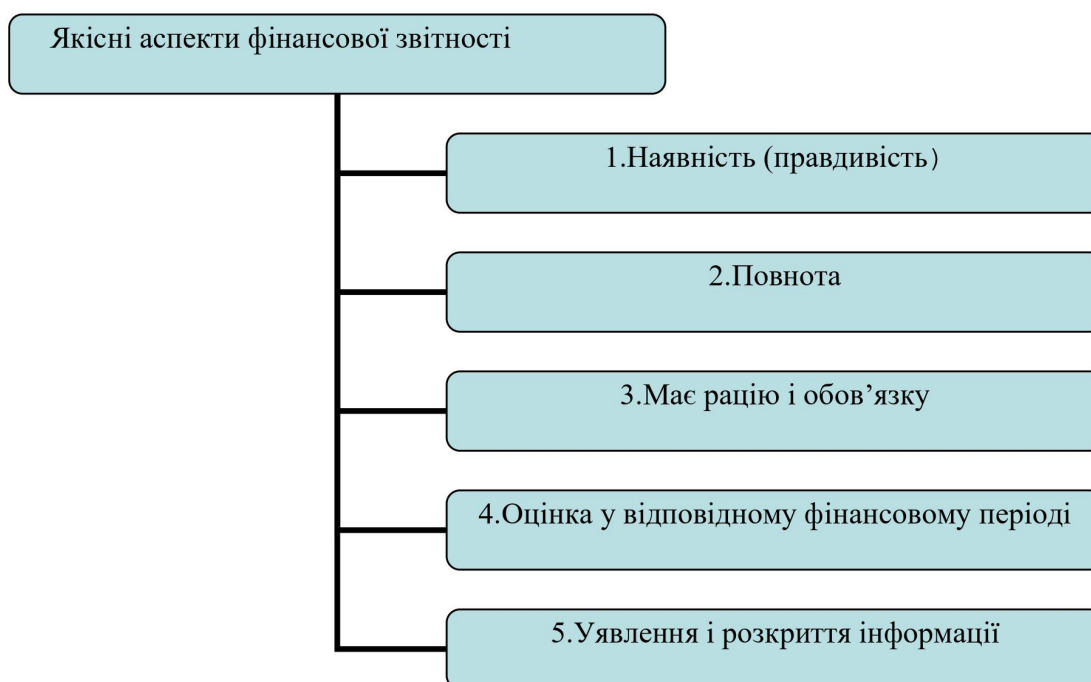 Якісні аспекти фінансової звітності
1.Наявність (правдивість)
2.Повнота
3.Має рацію і обов’язку
4.Оцінка у відповідному фінансовому періоді
5.Уявлення і розкриття інформації